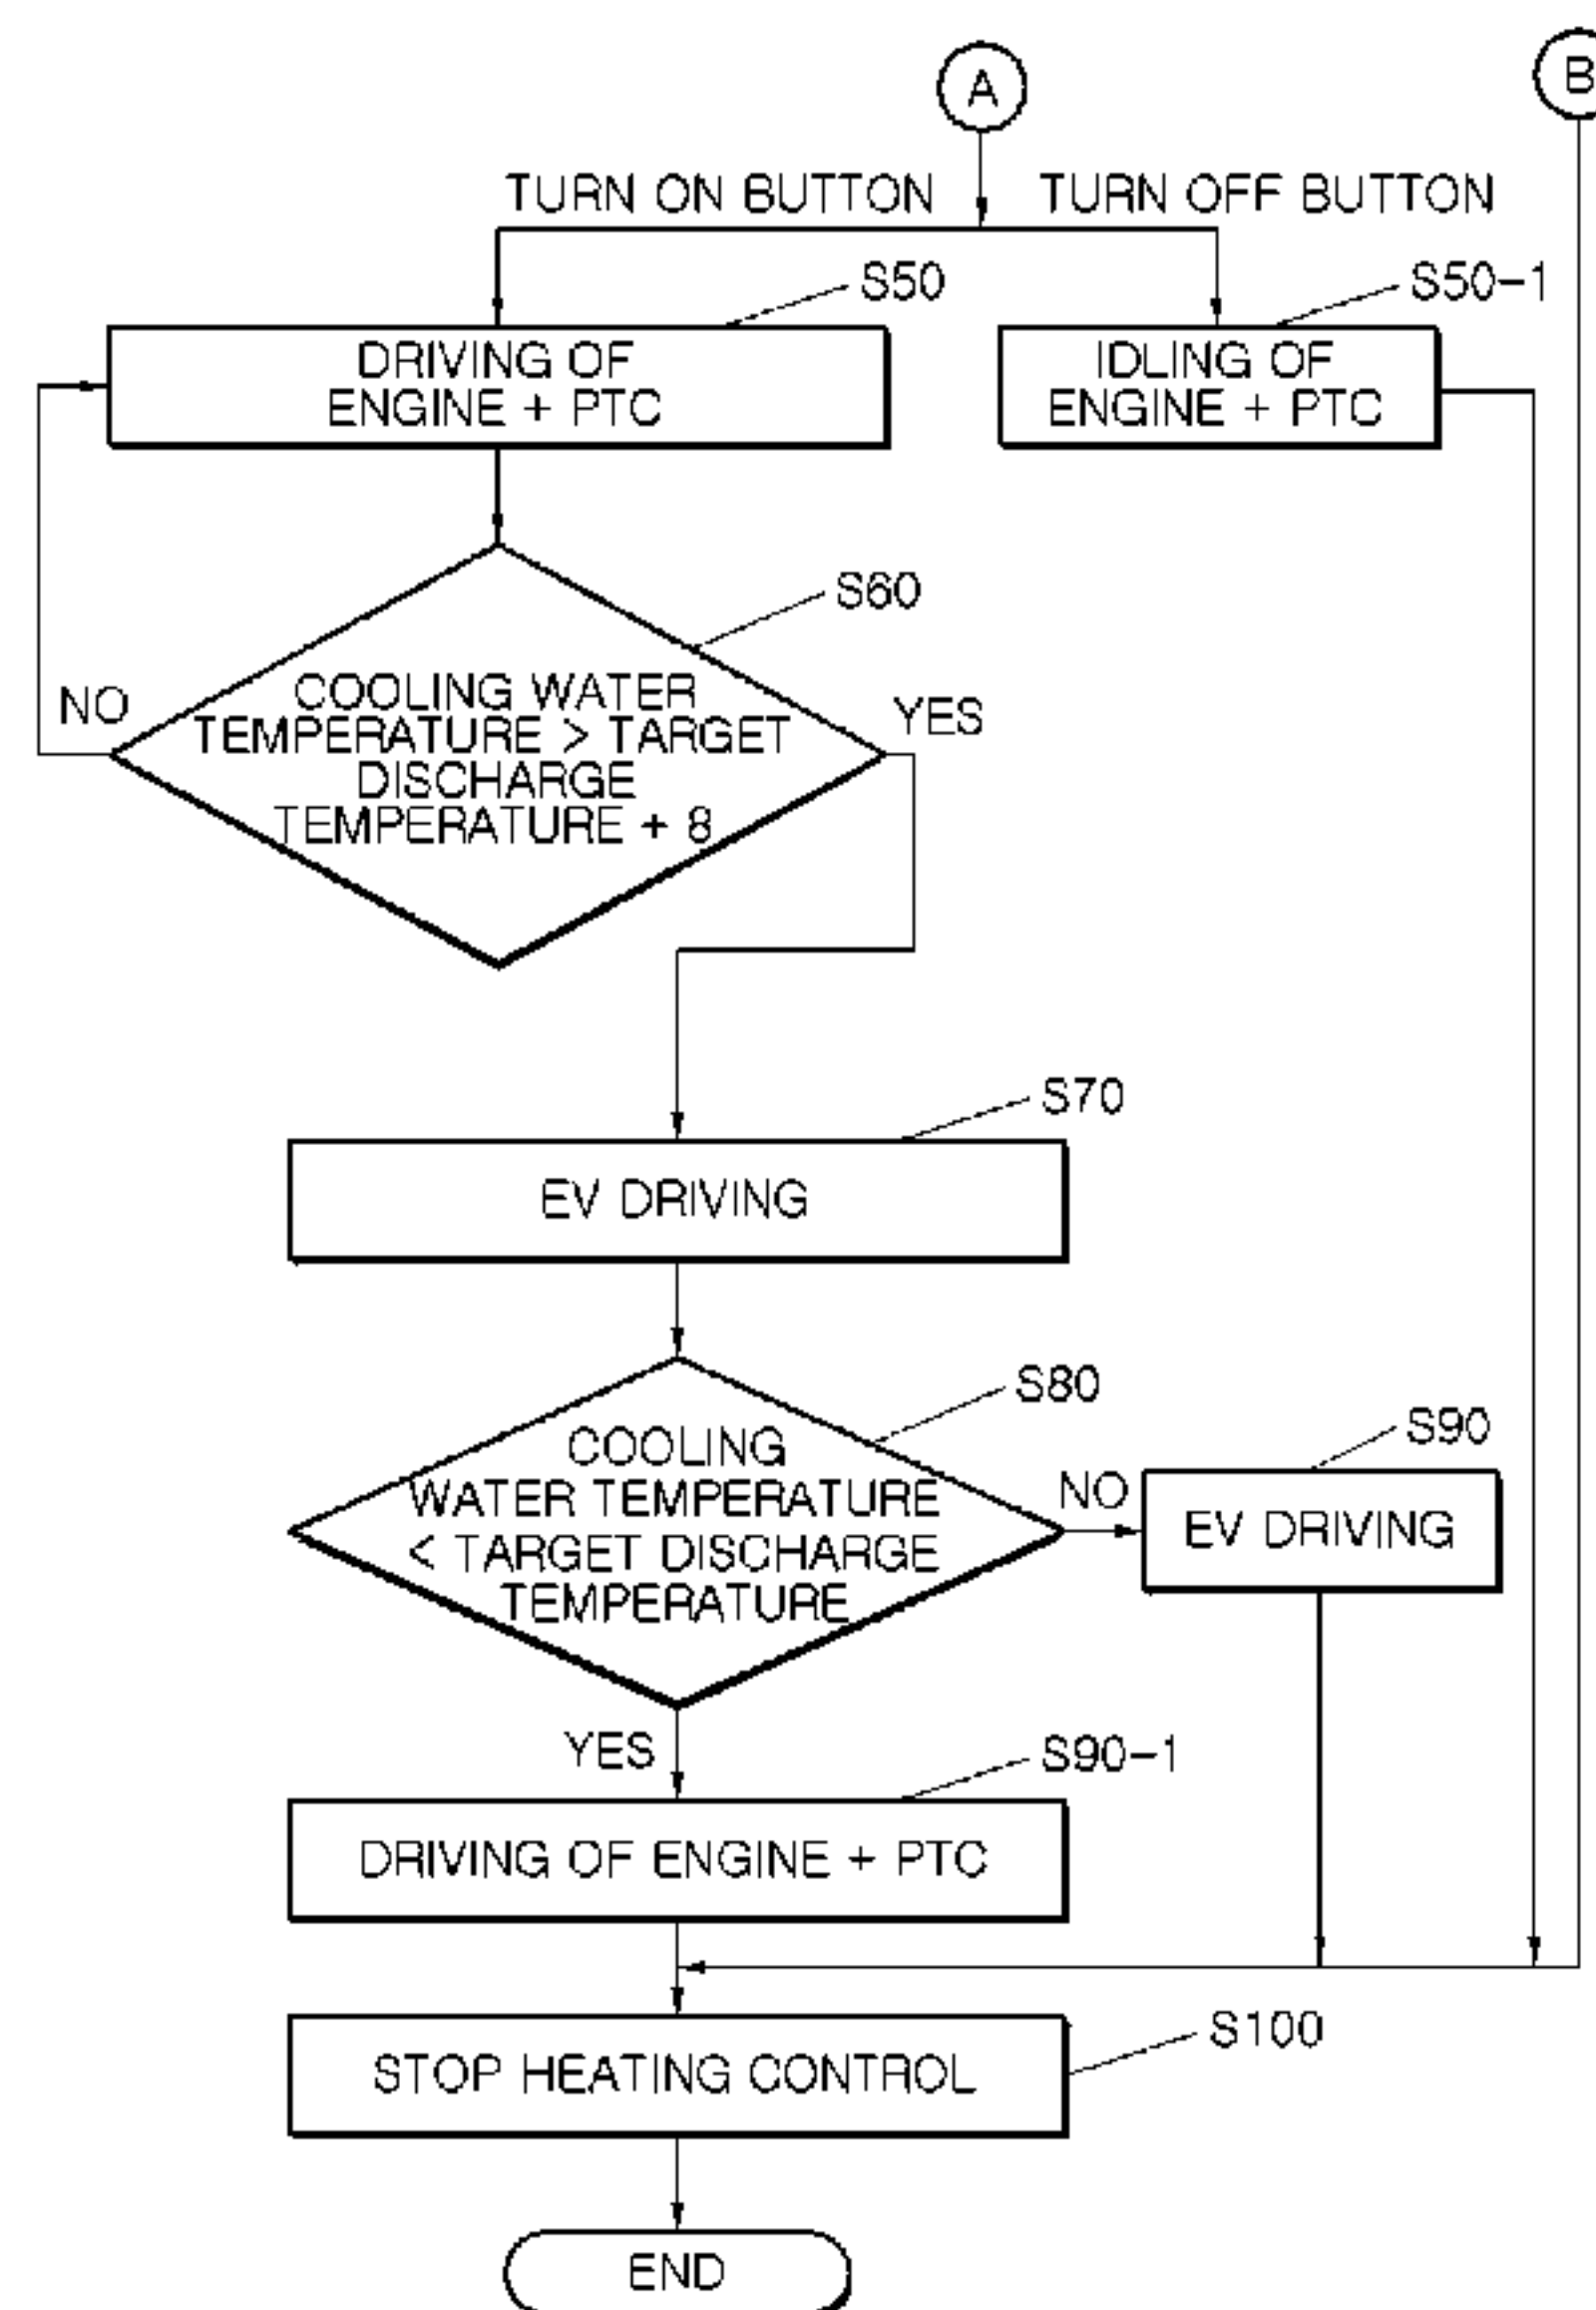 A
B
TURN ON BUTTON
TURN OFF BUTTON
S50
S50-1
DRIVING OF
ENGINE + PTC
IDLING OF
ENGINE + PTC
S60
COOLING WATER
TEMPERATURE > TARGET
DISCHARGE
TEMPERATURE + 8
NO
YES
S70
EV DRIVING
S80
COOLING
WATER TEMPERATURE
< TARGET DISCHARGE
TEMPERATURE
NO
S90
EV DRIVING
YES
S90-1
DRIVING OF ENGINE + PTC
S100
STOP HEATING CONTROL
END